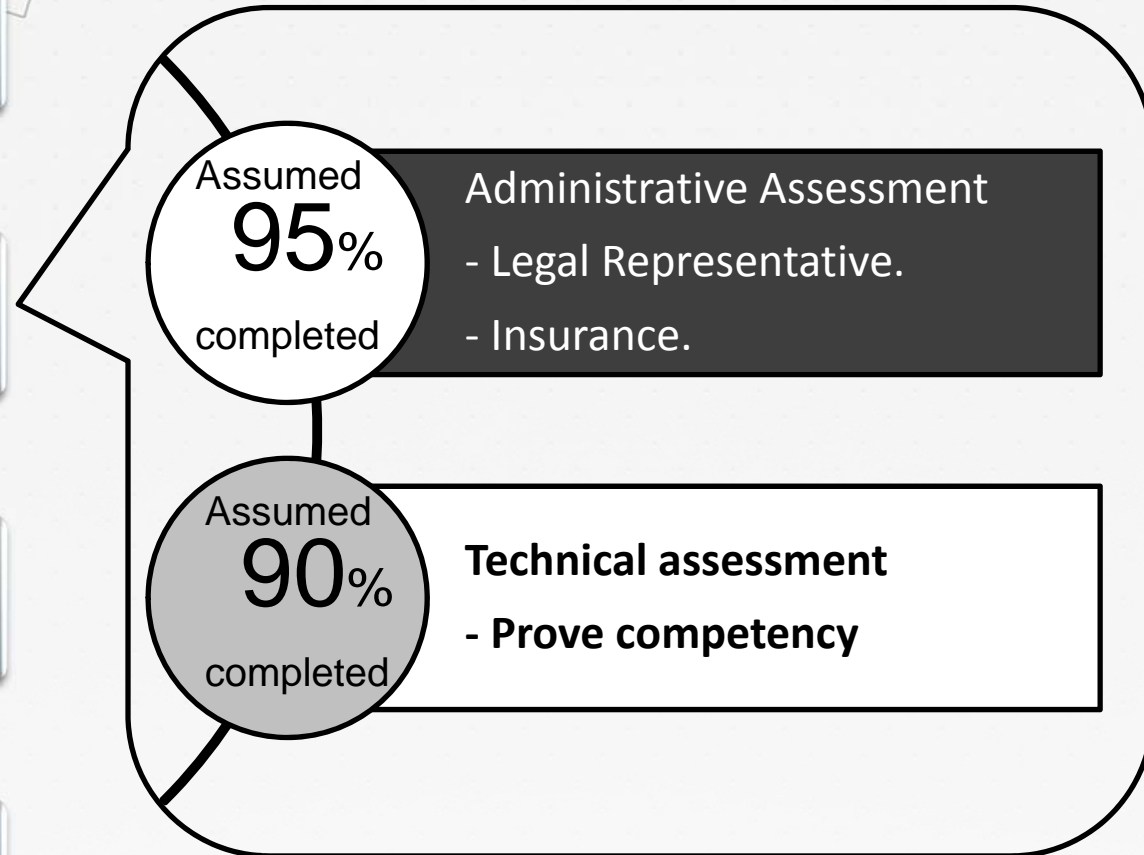 Assumed
95%
completed
Administrative Assessment
- Legal Representative.
- Insurance.
Assumed
90%
completed
Technical assessment
- Prove competency